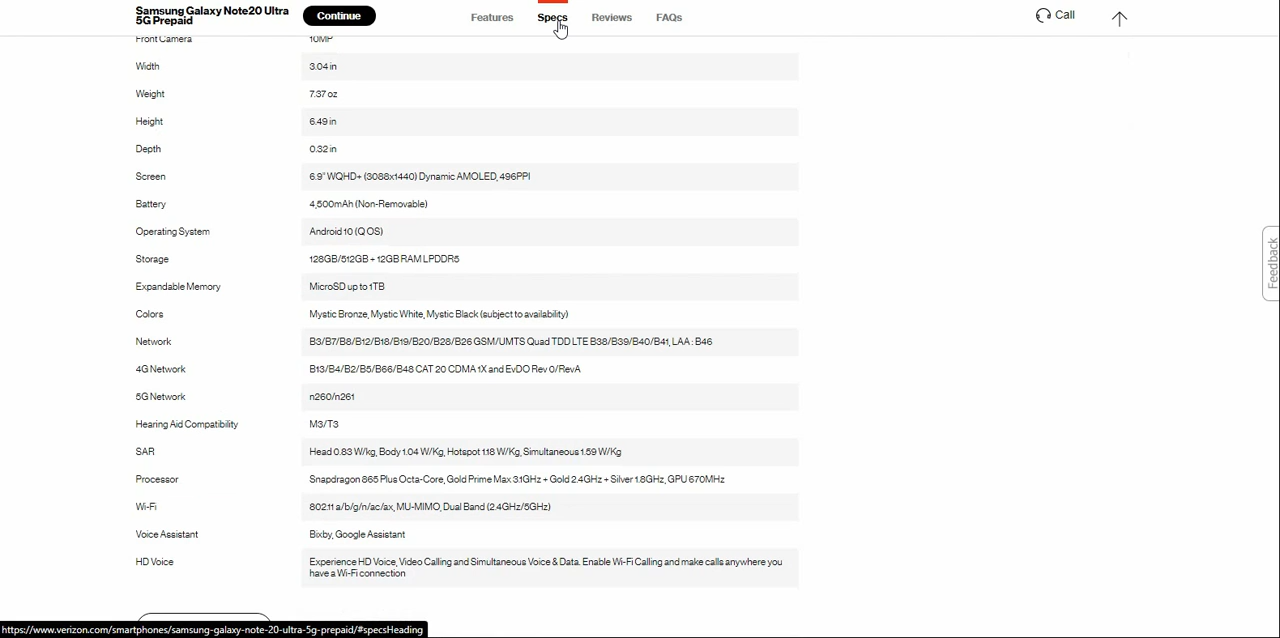 Samsung Galaxy Note20 Ultra
5G Prepaid
Continue
Features
Specs
Reviews
FAQs
Call
Front Camera 10MP
Width 3.04 in
Weight 7.37 oz
Height 6.49 in
Depth 0.32 in
Screen 6.9" WQHD+ (3088x1440) Dynamic AMOLED, 496PPI
Battery 4,500mAh (Non-Removable)
Operating System Android 10 (Q OS)
Storage 128GB/512GB + 12GB RAM LPDDR5
Expandable Memory MicroSD up to 1TB
Colors Mystic Bronze, Mystic White, Mystic Black (subject to availability)
Network B3/B7/B8/B12/B18/B19/B20/B28/B26 GSM/UMTS Quad TDD LTE B38/B39/B40/B41, LAA : B46
4G Network B13/B4/B2/B5/B66/B48 CAT 20 CDMA 1X and EvDO Rev 0/RevA
5G Network n260/n261
Hearing Aid Compatibility M3/T3
SAR Head 0.83 W/kg, Body 1.04 W/Kg, Hotspot 1.18 W/Kg, Simultaneous 1.59 W/Kg
Processor Snapdragon 865 Plus Octa-Core, Gold Prime Max 3.1GHz + Gold 2.4GHz + Silver 1.8GHz, GPU 670MHz
Wi-Fi 802.11 a/b/g/n/ac/ax, MU-MIMO, Dual Band (2.4GHz/5GHz)
Voice Assistant Bixby, Google Assistant
HD Voice Experience HD Voice, Video Calling and Simultaneous Voice & Data. Enable Wi-Fi Calling and make calls anywhere you
have a Wi-Fi connection
Feedback
https://www.verizon.com/smartphones/samsung-galaxy-note-20-ultra-5g-prepaid/#specsHeading